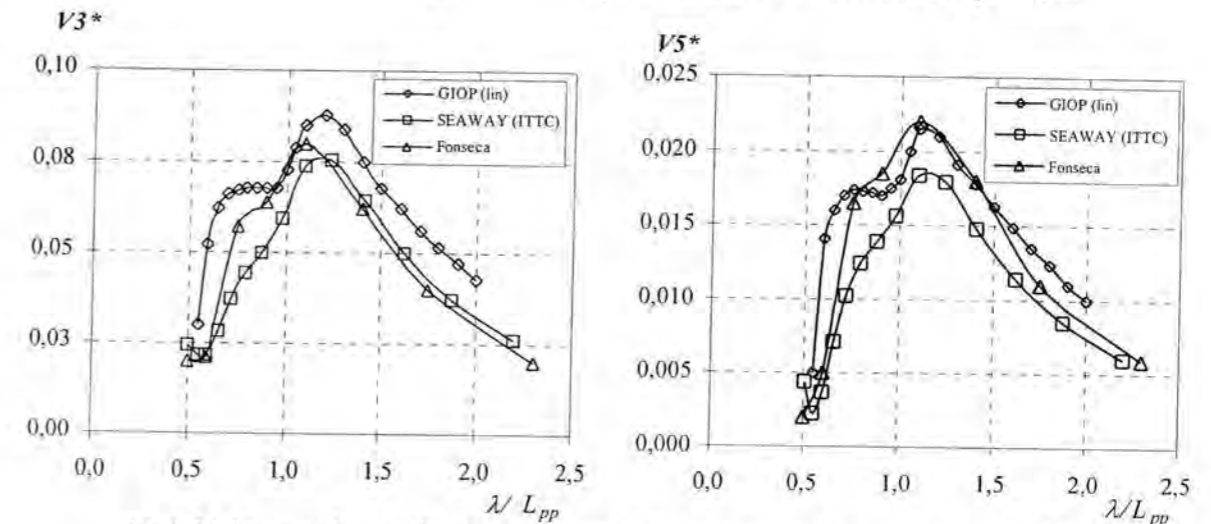 V3*
0,10
0,08
0,05
0,03
0,00
0,0 0,5 1,0 1,5 2,0 2,5
λ/ L_pp
GIOP (lin)
SEAWAY (ITTC)
Fonseca
V5*
0,025
0,020
0,015
0,010
0,005
0,000
0,0 0,5 1,0 1,5 2,0 2,5
λ/L_pp
GIOP (lin)
SEAWAY (ITTC)
Fonseca